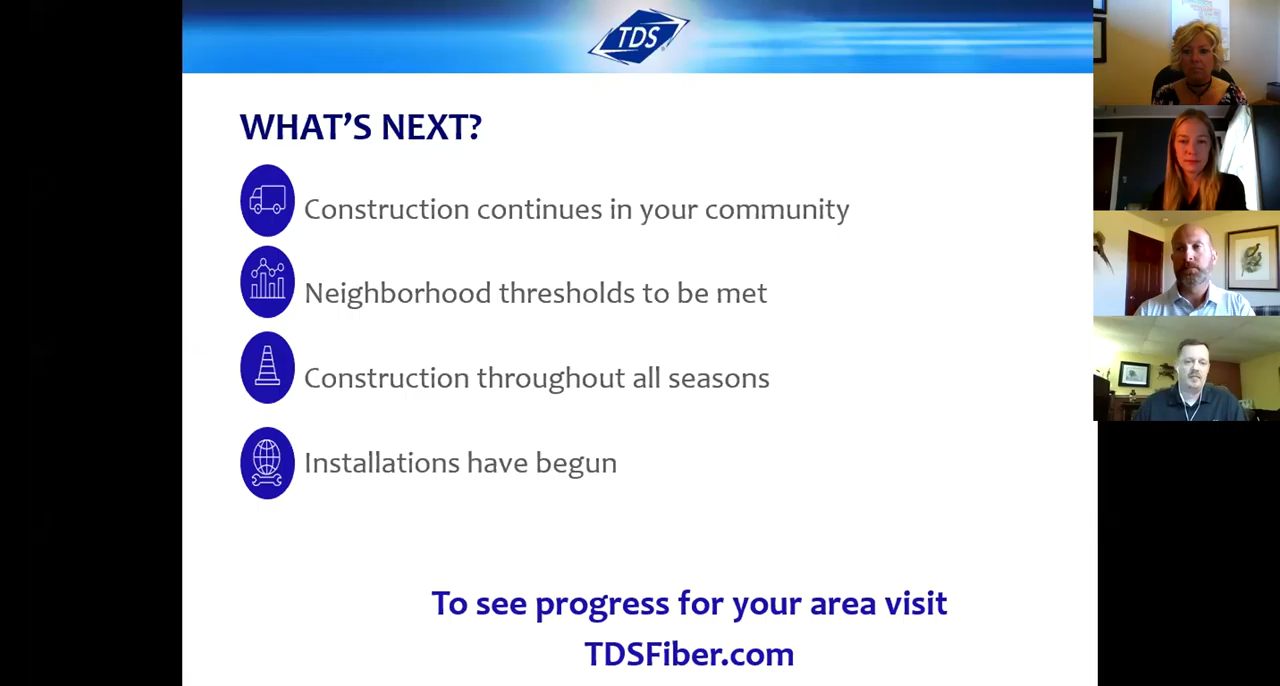 TDS
WHAT'S NEXT?
Construction continues in your community
Neighborhood thresholds to be met
Construction throughout all seasons
Installations have begun
To see progress for your area visit
TDSFiber.com